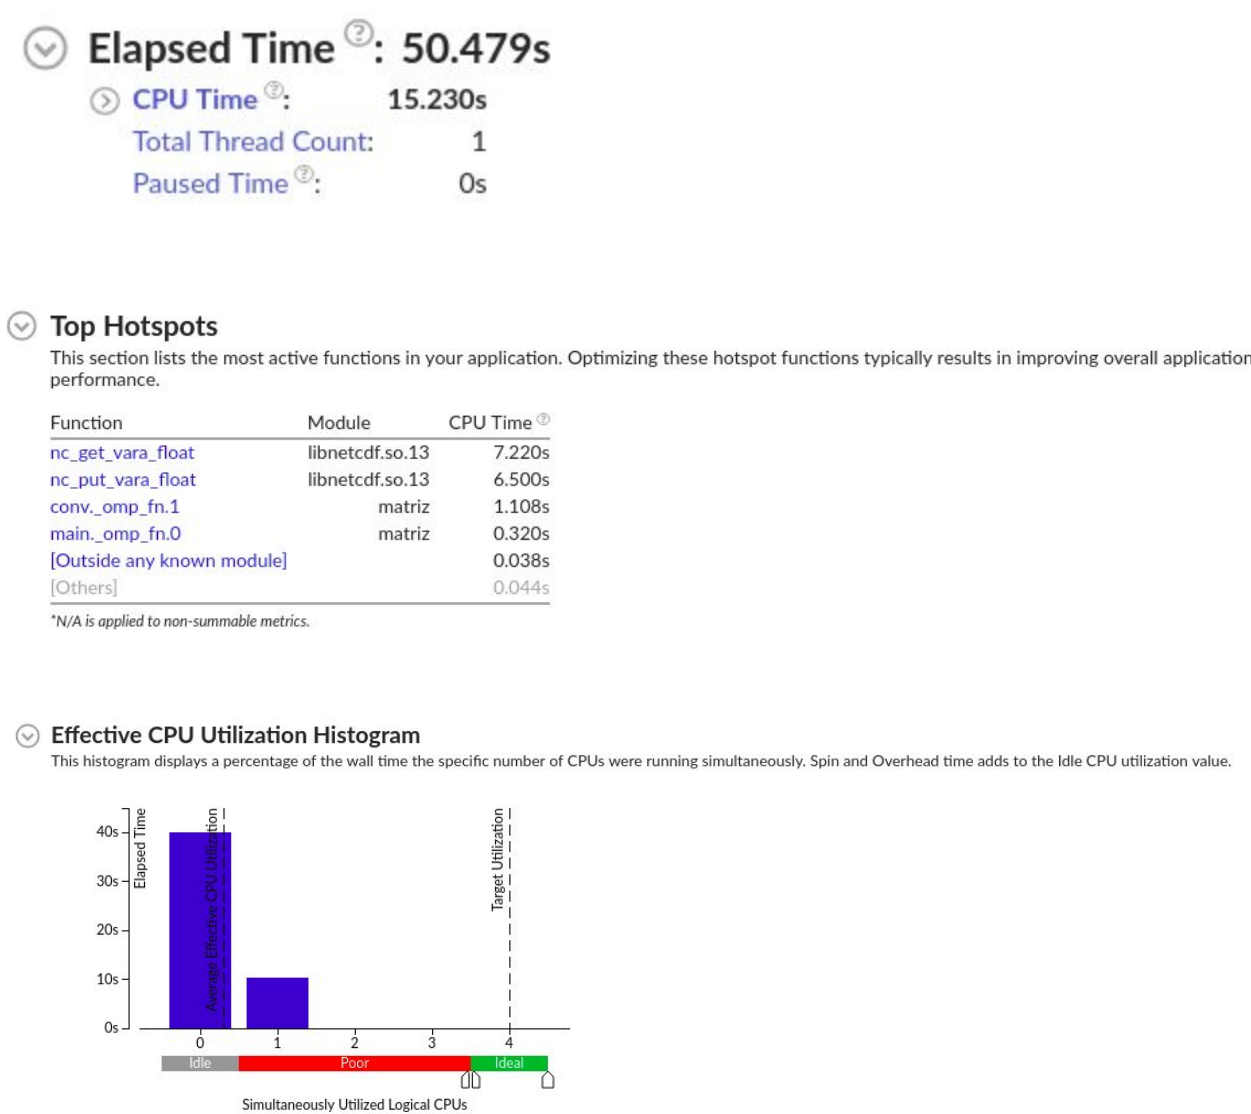 Elapsed Time ?: 50.479s
CPU Time ?: 15.230s
Total Thread Count: 1
Paused Time ?: 0s
Top Hotspots
This section lists the most active functions in your application. Optimizing these hotspot functions typically results in improving overall application
performance.
Function Module CPU Time ?
nc_get_vara_float libnetcdf.so.13 7.220s
nc_put_vara_float libnetcdf.so.13 6.500s
conv._omp_fn.1 matriz 1.108s
main._omp_fn.0 matriz 0.320s
[Outside any known module] 0.038s
[Others] 0.044s
*N/A is applied to non-summable metrics.
Effective CPU Utilization Histogram
This histogram displays a percentage of the wall time the specific number of CPUs were running simultaneously. Spin and Overhead time adds to the Idle CPU utilization value.
Elapsed Time
Average Effective CPU Utilization
Target Utilization
40s
30s
20s
10s
0s
0 1 2 3 4
Idle Poor Ideal
Simultaneously Utilized Logical CPUs